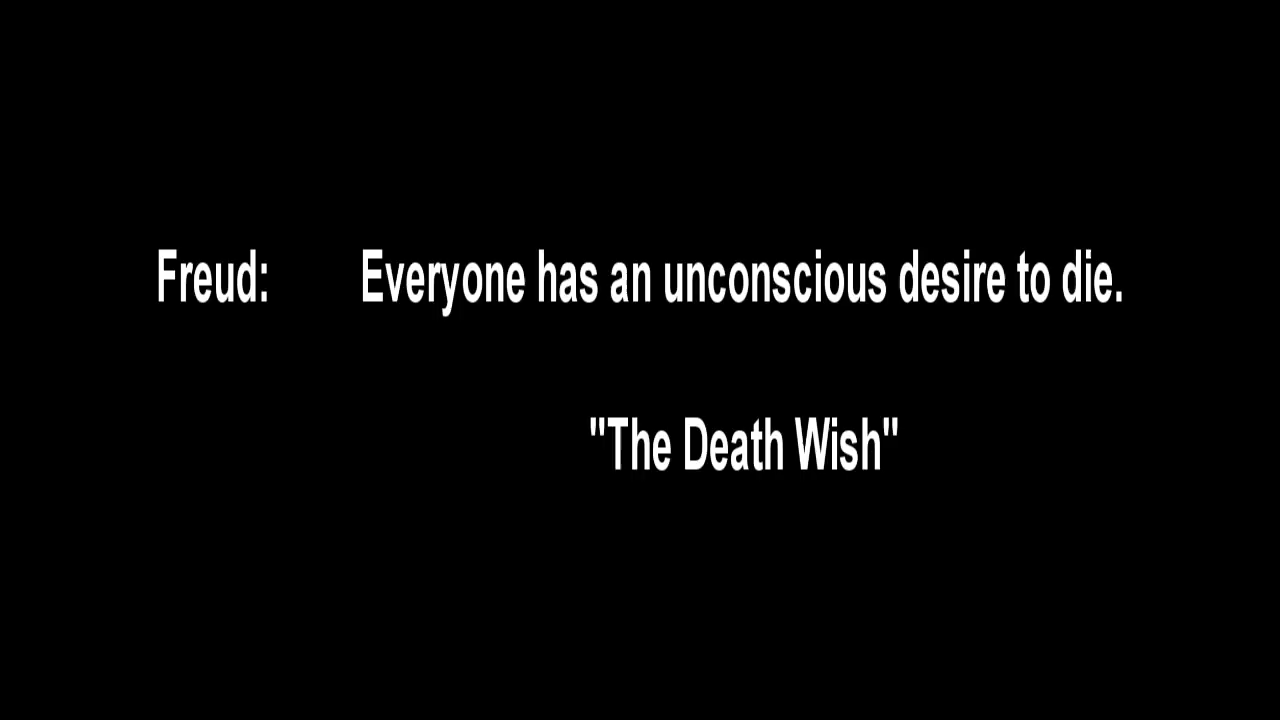 Freud: Everyone has an unconscious desire to die.
"The Death Wish"